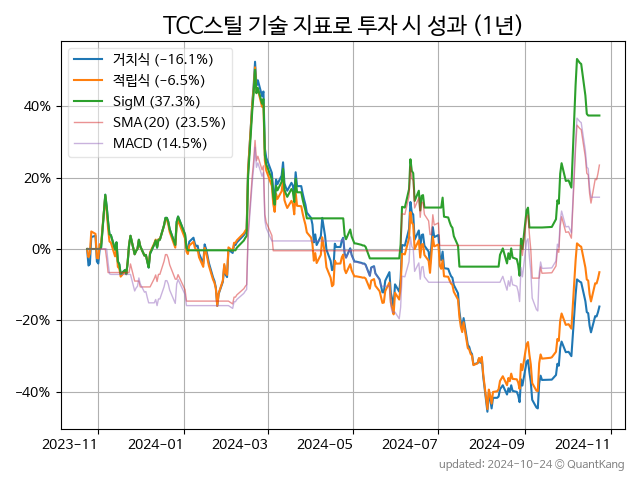 TCC스틸 기술 지표로 투자 시 성과 (1년)
거치식 (-16.1%)
적립식 (-6.5%)
SigM (37.3%)
SMA(20) (23.5%)
MACD (14.5%)
40%
20%
0%
-20%
-40%
2023-11 2024-01 2024-03 2024-05 2024-07 2024-09 2024-11
updated: 2024-10-24 © QuantKang